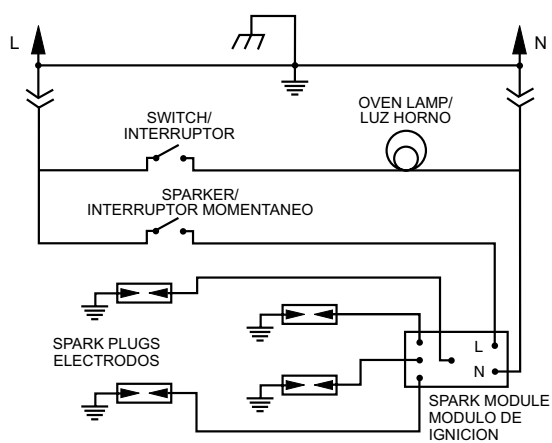 L
N
SWITCH/
INTERRUPTOR
OVEN LAMP/
LUZ HORNO
SPARKER/
INTERRUPTOR MOMENTANEO
SPARK PLUGS
ELECTRODOS
L
N
SPARK MODULE
MODULO DE
IGNICION